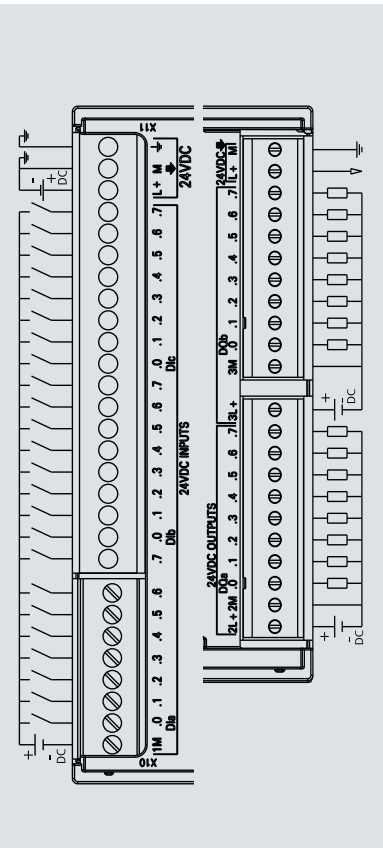 X11
24VDC
L+ M
.7
.6
.5
.4
.3
.2
.1
.0
DIc
.7
.6
.5
.4
.3
.2
.1
.0
DIb
24VDC INPUTS
.7
.6
.5
.4
.3
.2
.1
.0
DIa
1M
X10
+ - DC
+ - DC
24VDC
L+ M
.7
.6
.5
.4
.3
.2
.1
.0
DQb
3M
3L+
24VDC OUTPUTS
.7
.6
.5
.4
.3
.2
.1
.0
DQa
2L+ 2M
+ - DC
+ - DC